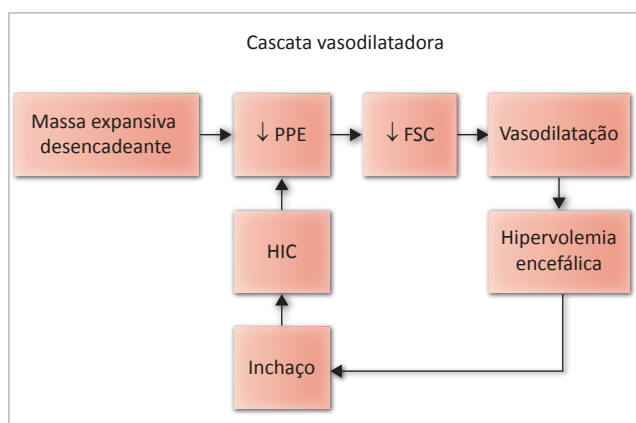 Cascata vasodilatadora
Massa expansiva
desencadeante
↓ PPE
↓ FSC
Vasodilatação
HIC
Hipervolemia
encefálica
Inchaço